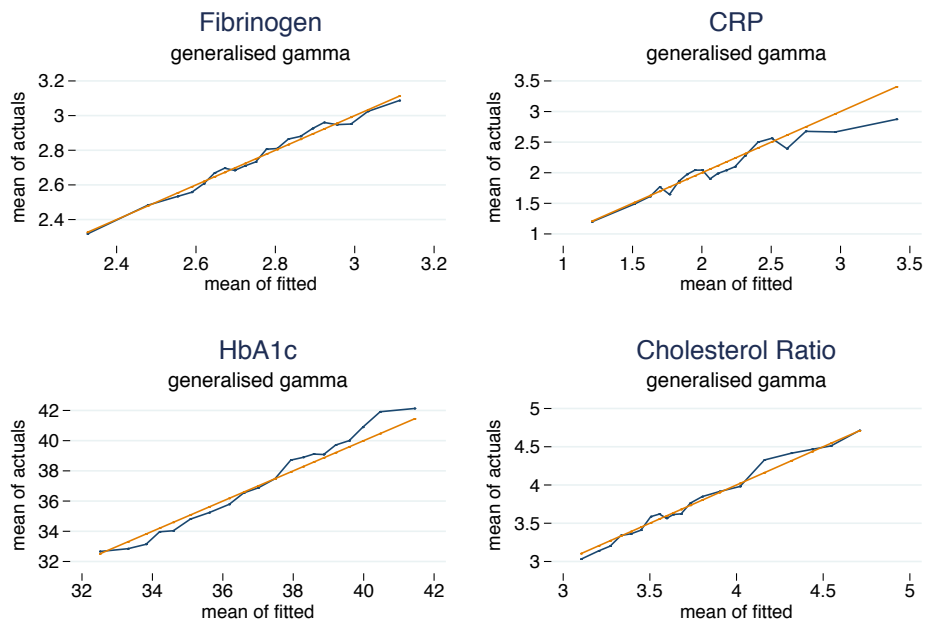 Fibrinogen
generalised gamma
mean of actuals
3.2
3
2.8
2.6
2.4
2.4 2.6 2.8 3 3.2
mean of fitted
CRP
generalised gamma
mean of actuals
3.5
3
2.5
2
1.5
1
1 1.5 2 2.5 3 3.5
mean of fitted
HbA1c
generalised gamma
mean of actuals
42
40
38
36
34
32
32 34 36 38 40 42
mean of fitted
Cholesterol Ratio
generalised gamma
mean of actuals
5
4.5
4
3.5
3
3 3.5 4 4.5 5
mean of fitted